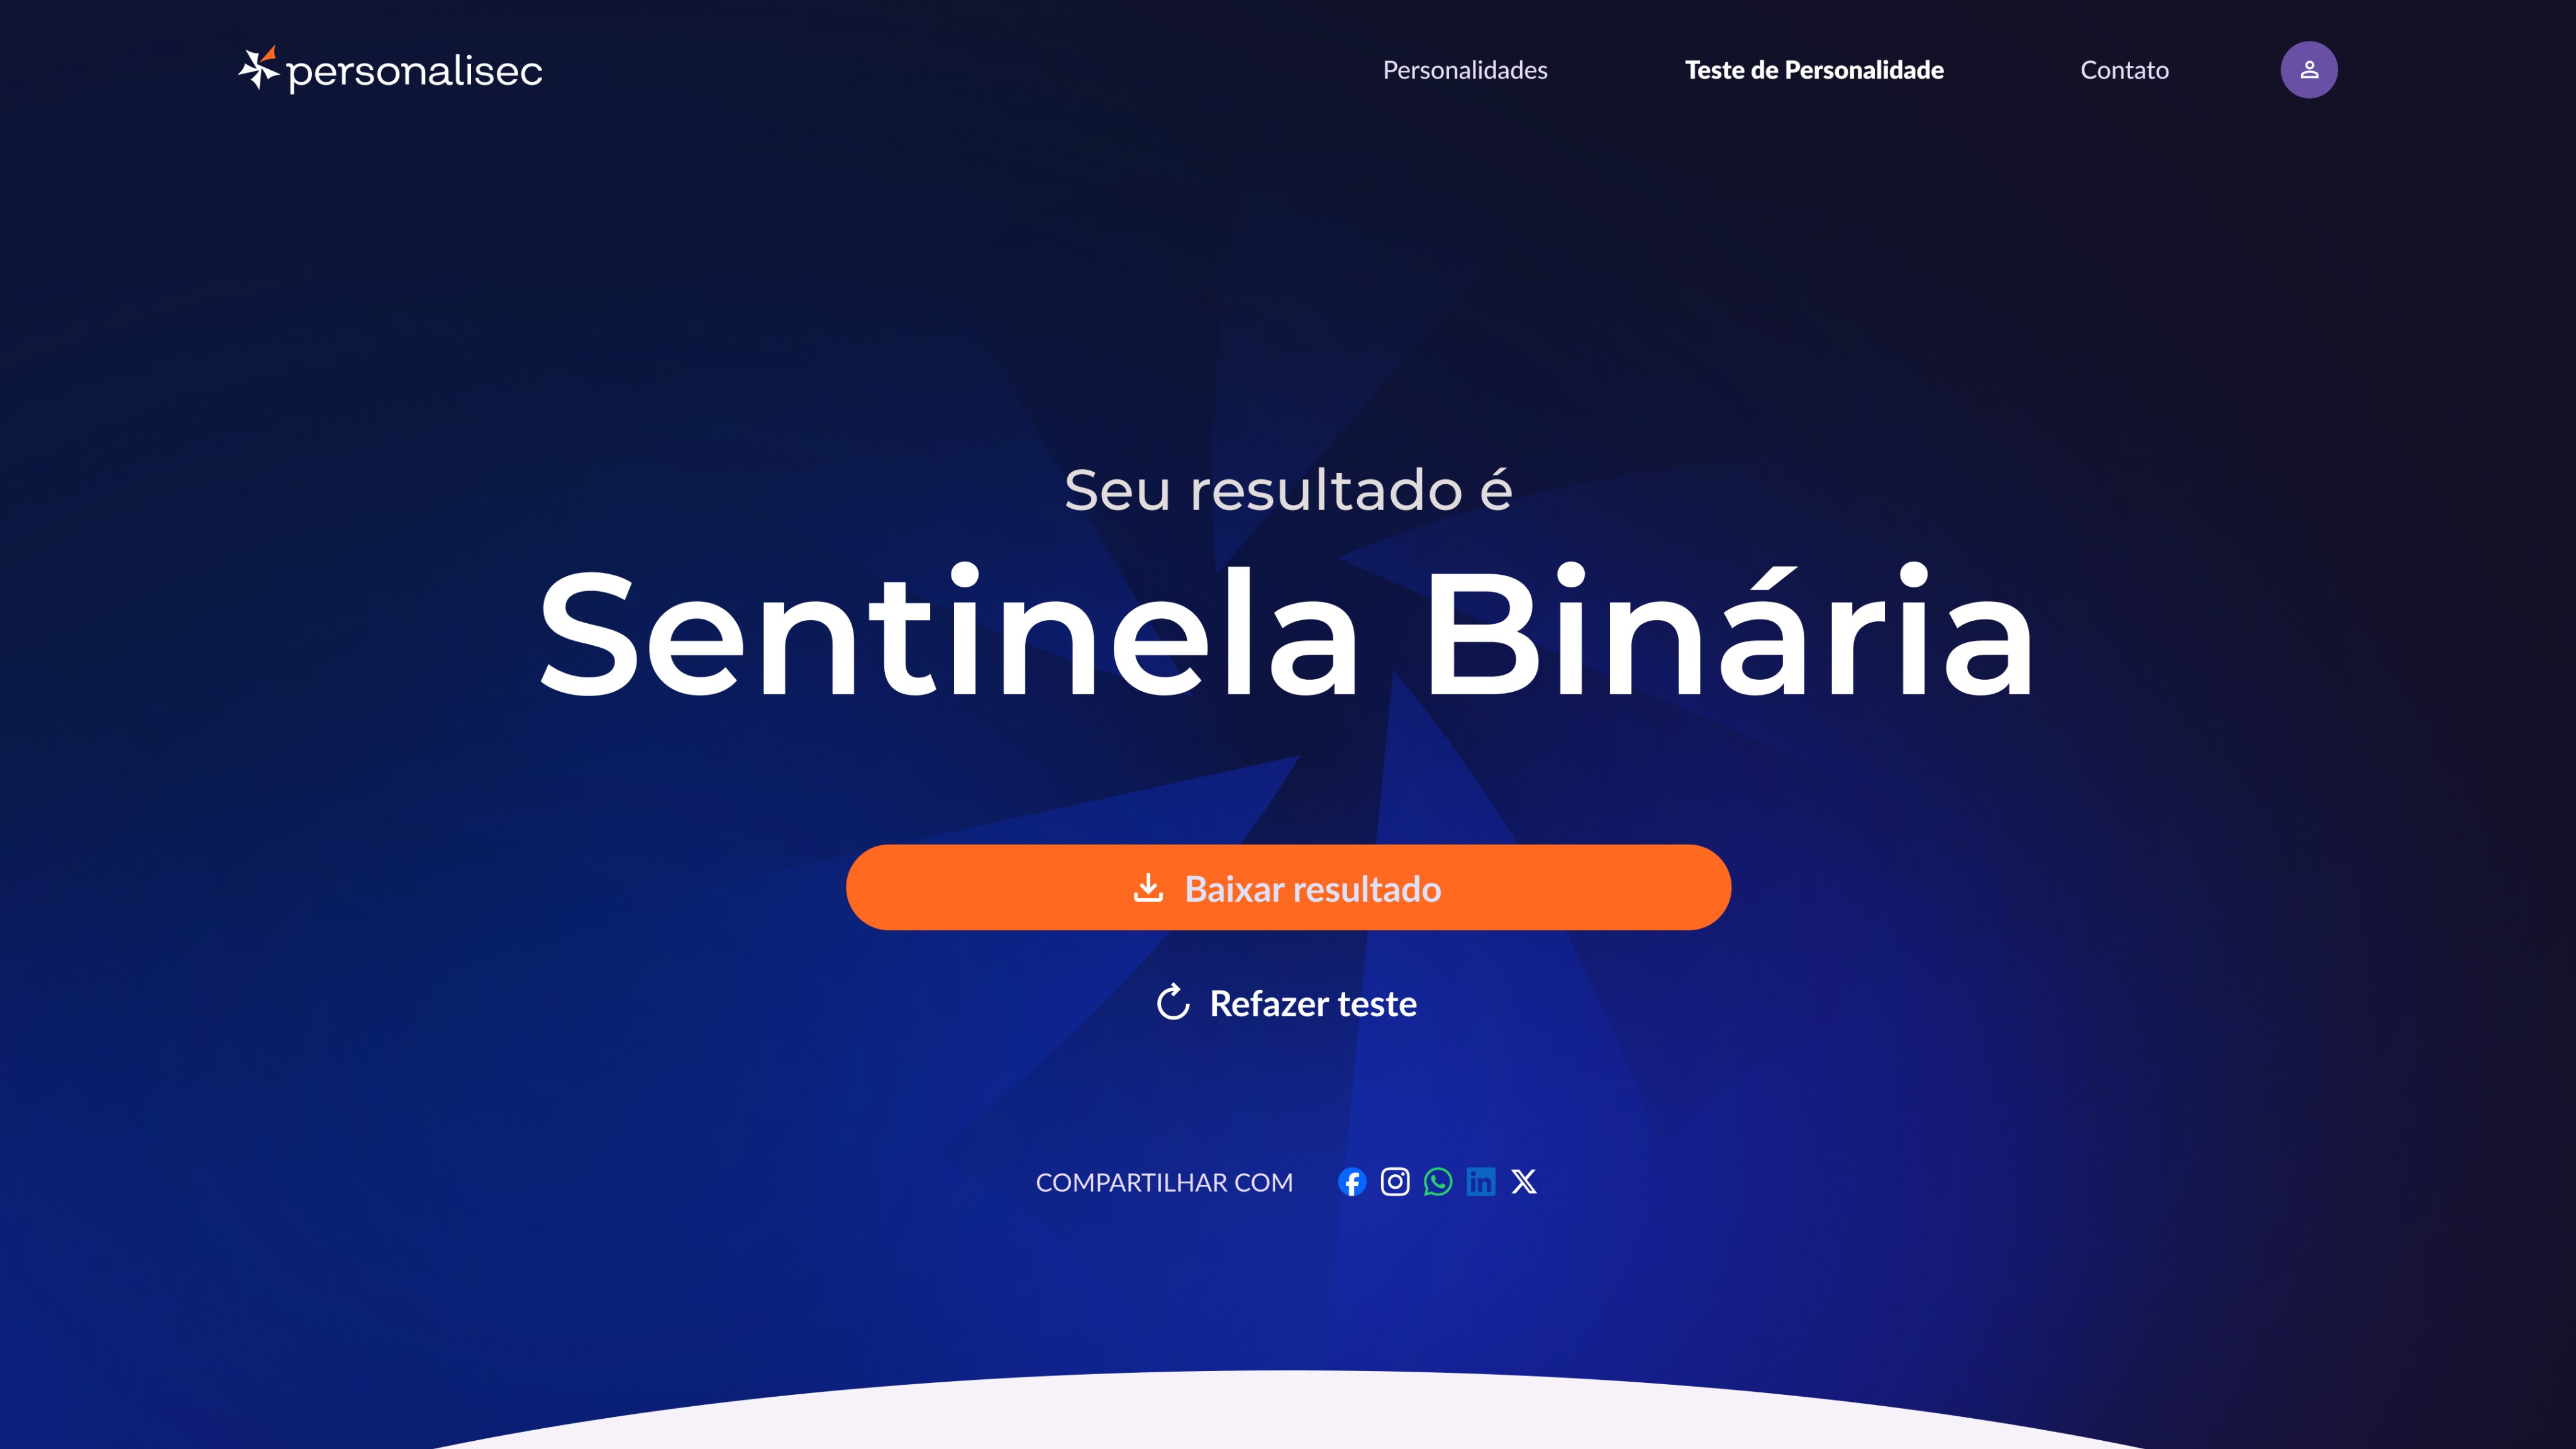 personalisec
Personalidades
Teste de Personalidade
Contato
Seu resultado é
Sentinela Binária
Baixar resultado
Refazer teste
COMPARTILHAR COM